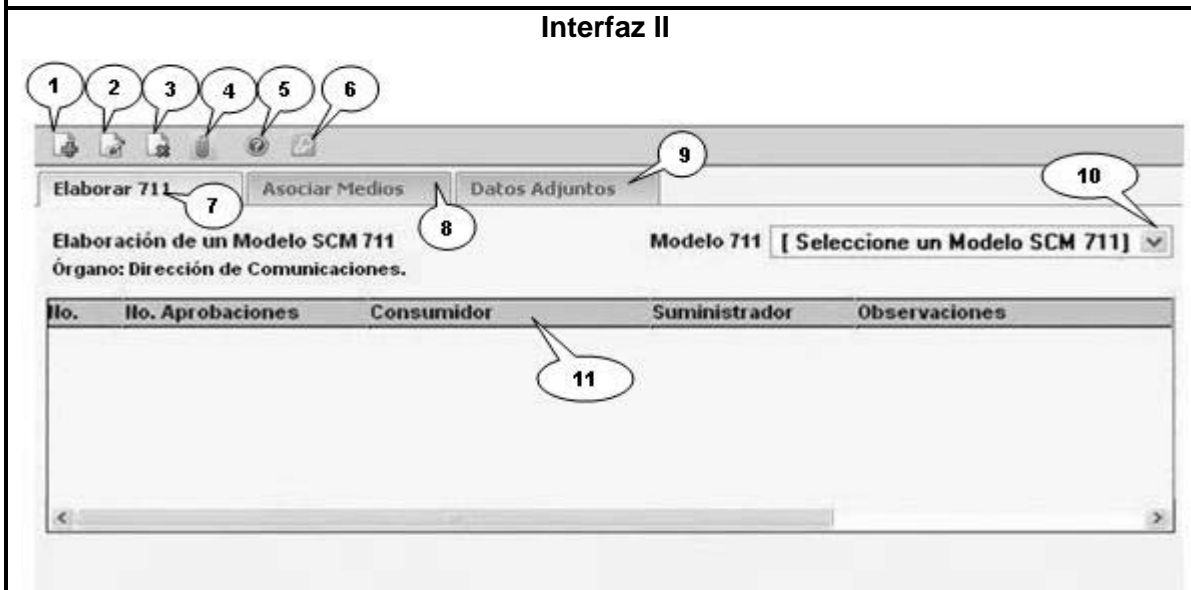 Interfaz II
1 2 3 4 5 6
9
10
Elaborar 711 Asociar Medios Datos Adjuntos
7
8
Elaboración de un Modelo SCM 711 Modelo 711 [ Seleccione un Modelo SCM 711]
Órgano: Dirección de Comunicaciones.
No. No. Aprobaciones Consumidor Suministrador Observaciones
11